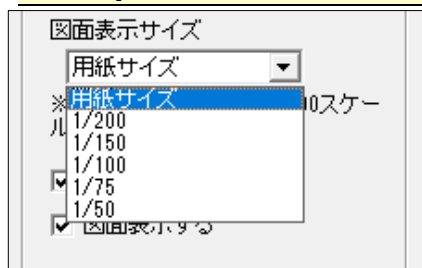 図面表示サイズ
用紙サイズ
用紙サイズ
※ 00スケー
ル
1/200
1/150
1/100
1/75
1/50
図面表示する